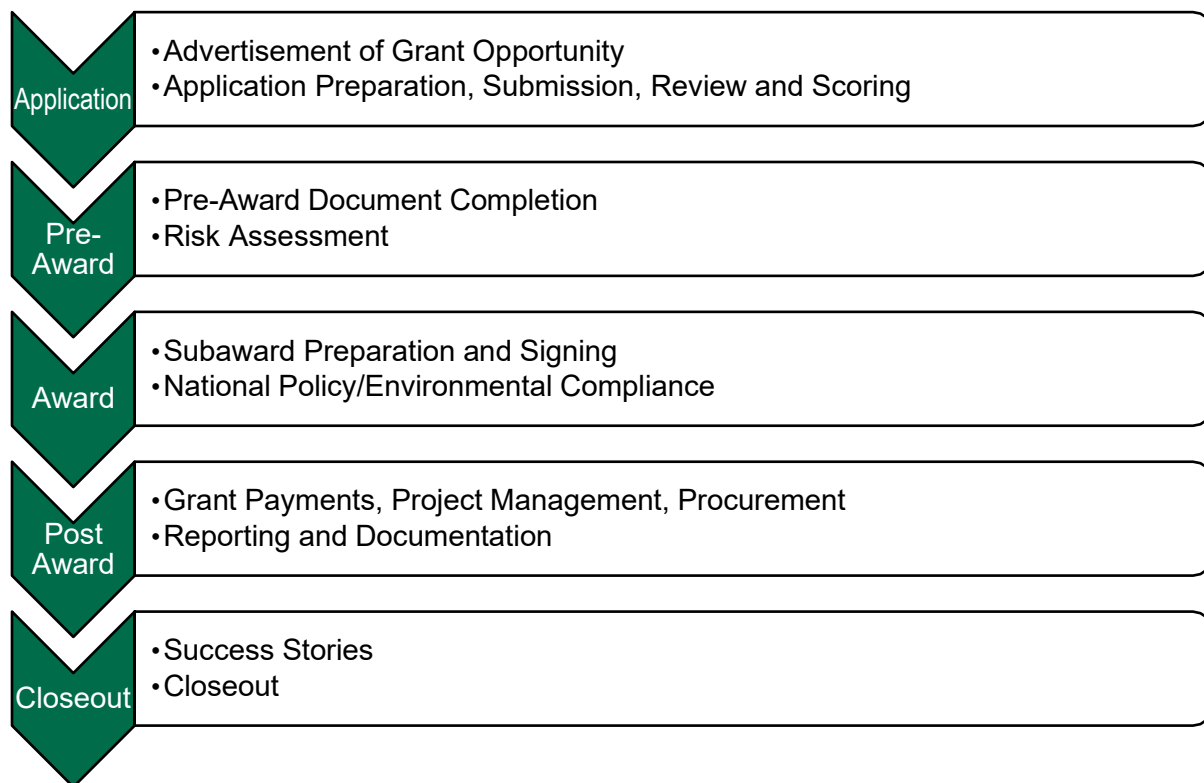 Application
•Advertisement of Grant Opportunity
•Application Preparation, Submission, Review and Scoring
Pre-
Award
•Pre-Award Document Completion
•Risk Assessment
Award
•Subaward Preparation and Signing
•National Policy/Environmental Compliance
Post
Award
•Grant Payments, Project Management, Procurement
•Reporting and Documentation
Closeout
•Success Stories
•Closeout